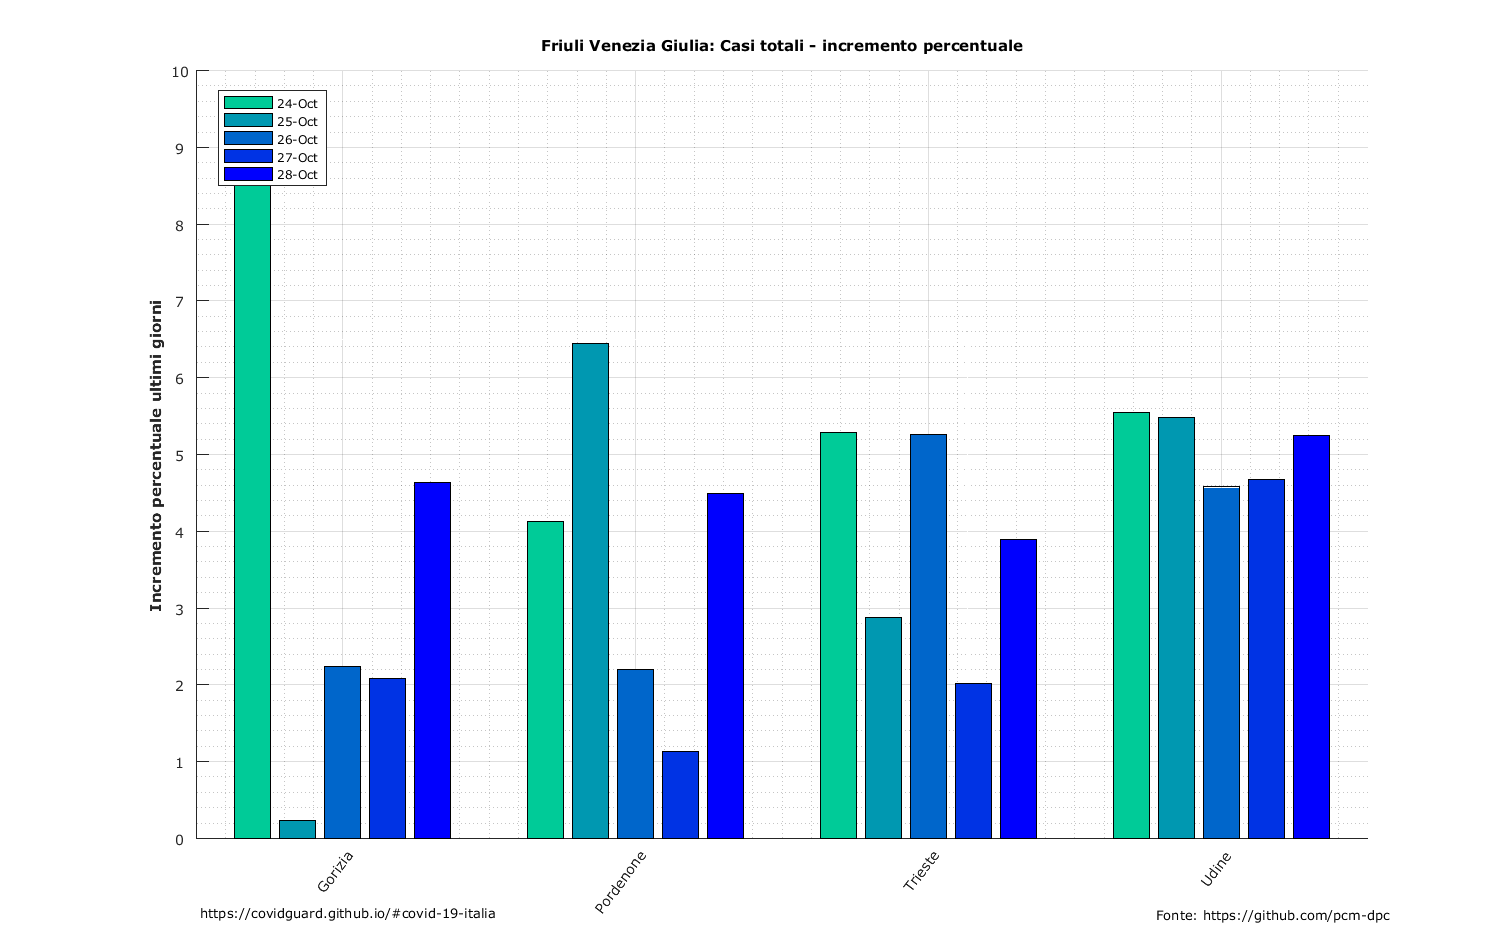 Friuli Venezia Giulia: Casi totali - incremento percentuale
Incremento percentuale ultimi giorni
10
9
8
7
6
5
4
3
2
1
0
24-Oct
25-Oct
26-Oct
27-Oct
28-Oct
Gorizia
Pordenone
Trieste
Udine
https://covidguard.github.io/#covid-19-italia
Fonte: https://github.com/pcm-dpc